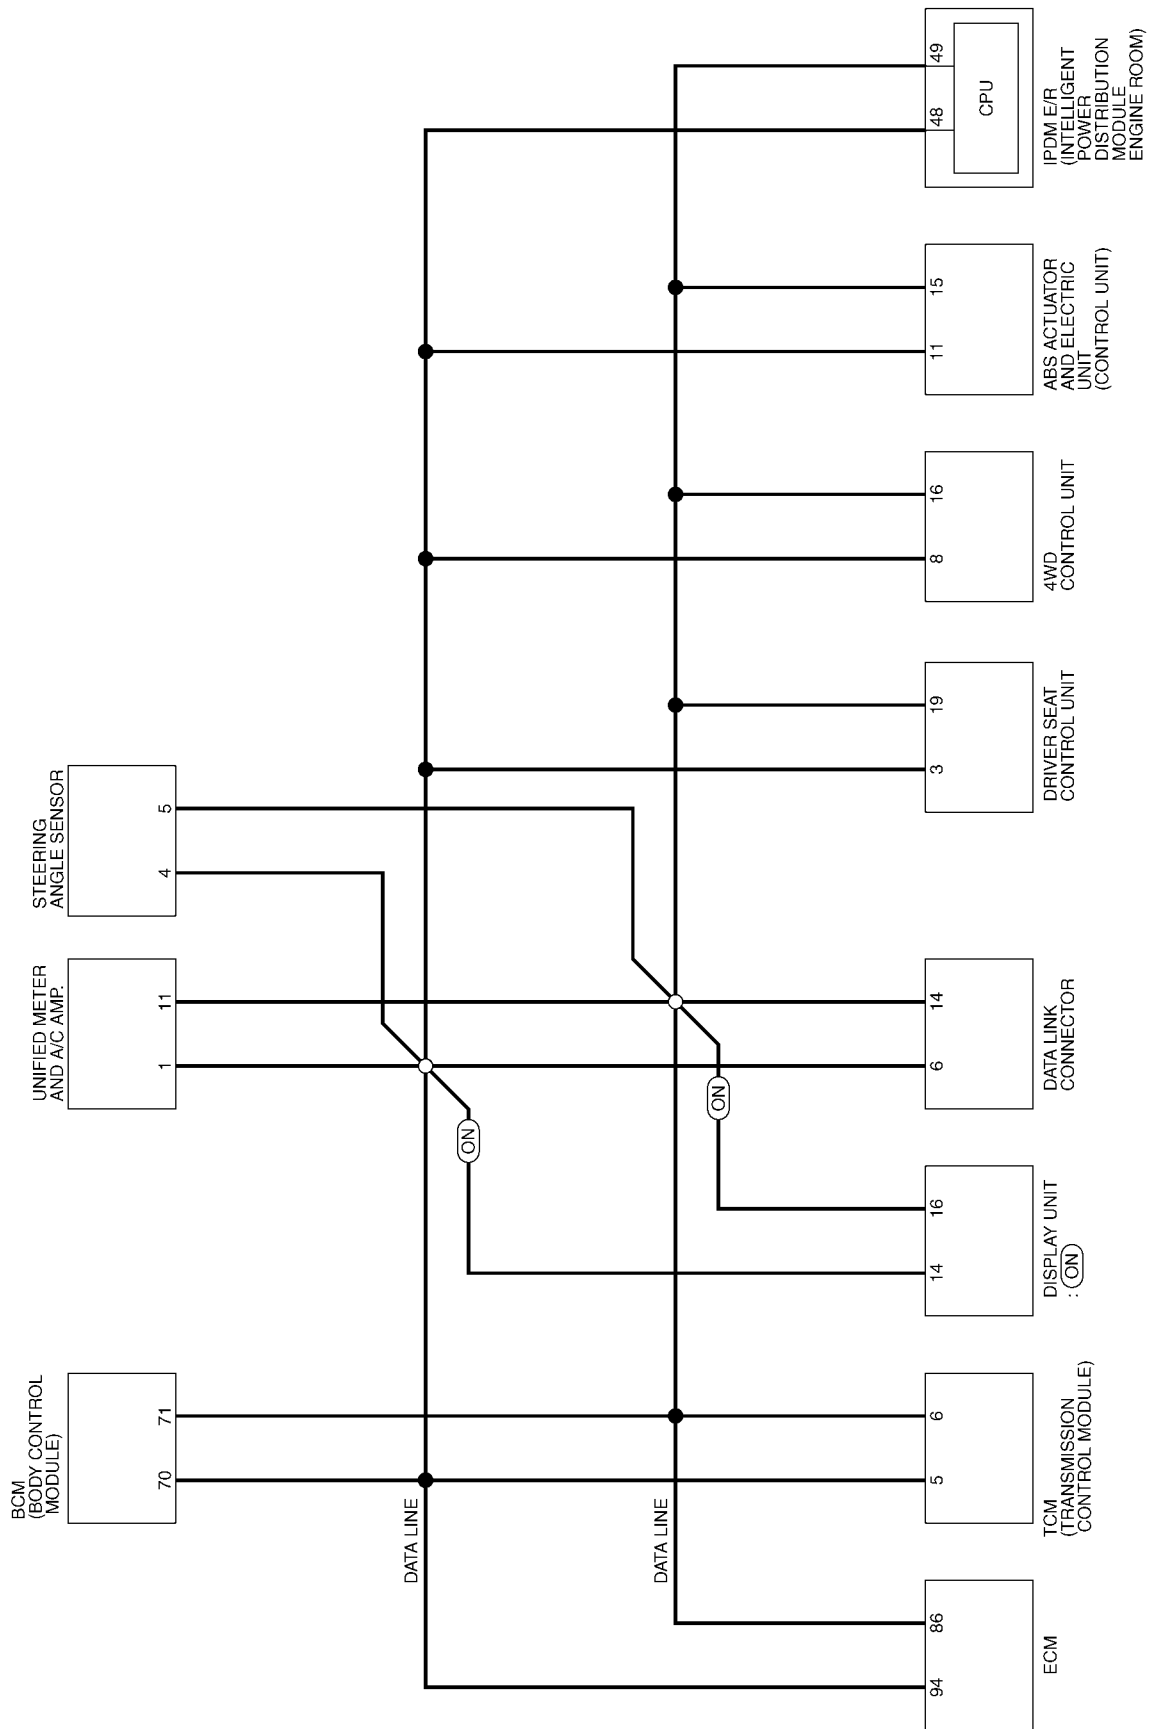 BCM
(BODY CONTROL
MODULE)
70
71
UNIFIED METER
AND A/C AMP.
1
11
STEERING
ANGLE SENSOR
4
5
DATA LINE
DATA LINE
ON
ON
94
86
ECM
5
6
TCM
(TRANSMISSION
CONTROL MODULE)
14
16
DISPLAY UNIT
: ON
6
14
DATA LINK
CONNECTOR
3
19
DRIVER SEAT
CONTROL UNIT
8
16
4WD
CONTROL UNIT
11
15
ABS ACTUATOR
AND ELECTRIC
UNIT
(CONTROL UNIT)
48
49
CPU
IPDM E/R
(INTELLIGENT
POWER
DISTRIBUTION
MODULE
ENGINE ROOM)